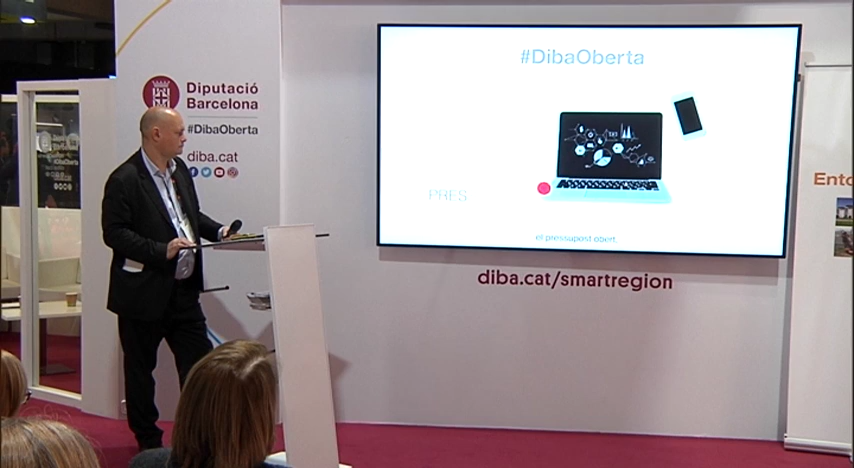 Diputació
Barcelona
#DibaOberta
diba.cat
#DibaOberta
PRES
el pressupost obert,
diba.cat/smartregion
Ento